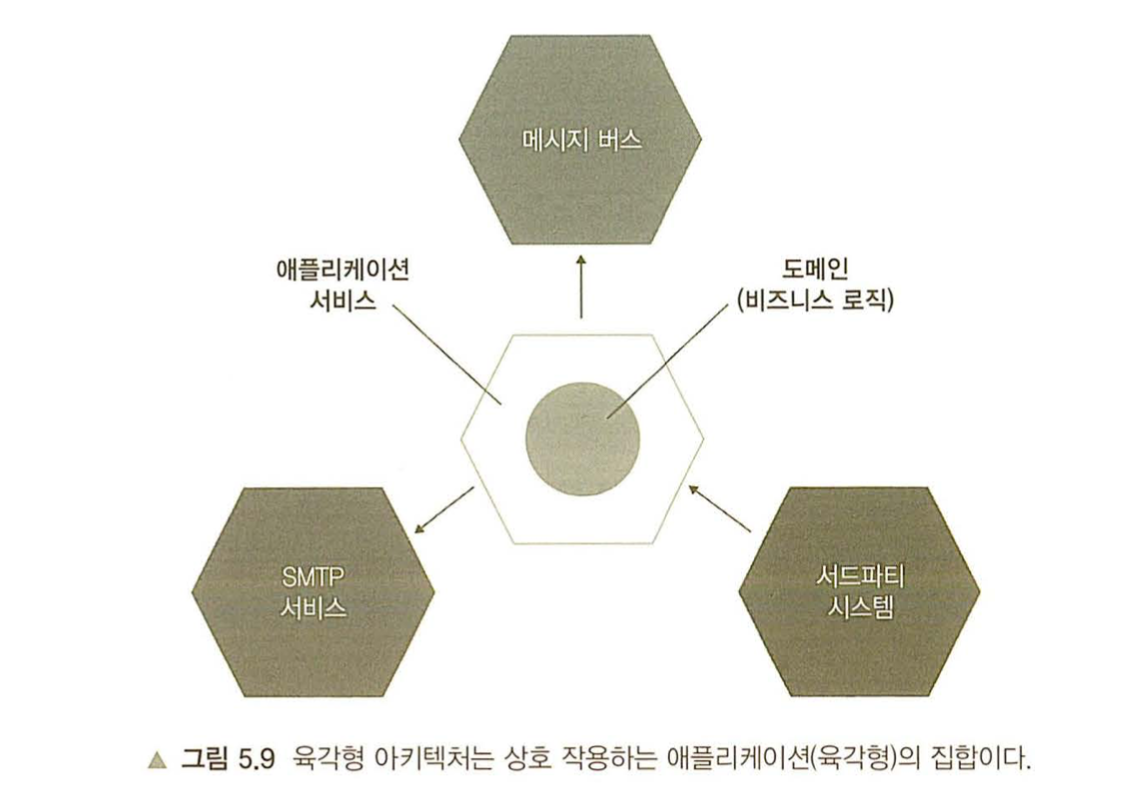 메시지 버스
애플리케이션
서비스
도메인
(비즈니스 로직)
SMTP
서비스
서드파티
시스템
▲ 그림 5.9 육각형 아키텍처는 상호 작용하는 애플리케이션(육각형)의 집합이다.